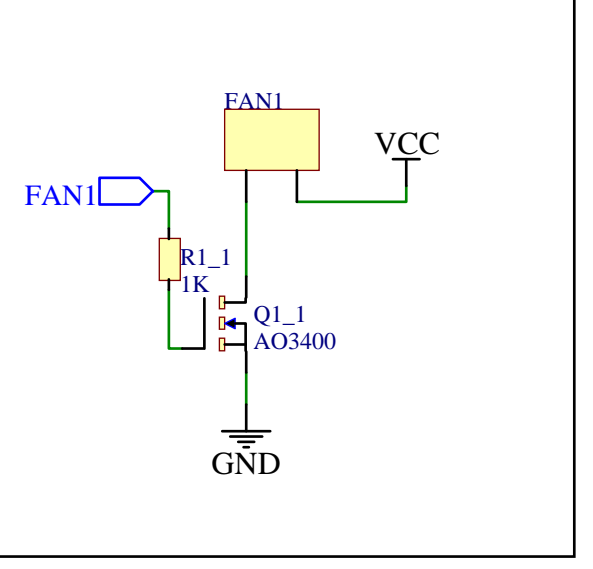 FAN1
VCC
FAN1
R1_1
1K
Q1_1
AO3400
GND